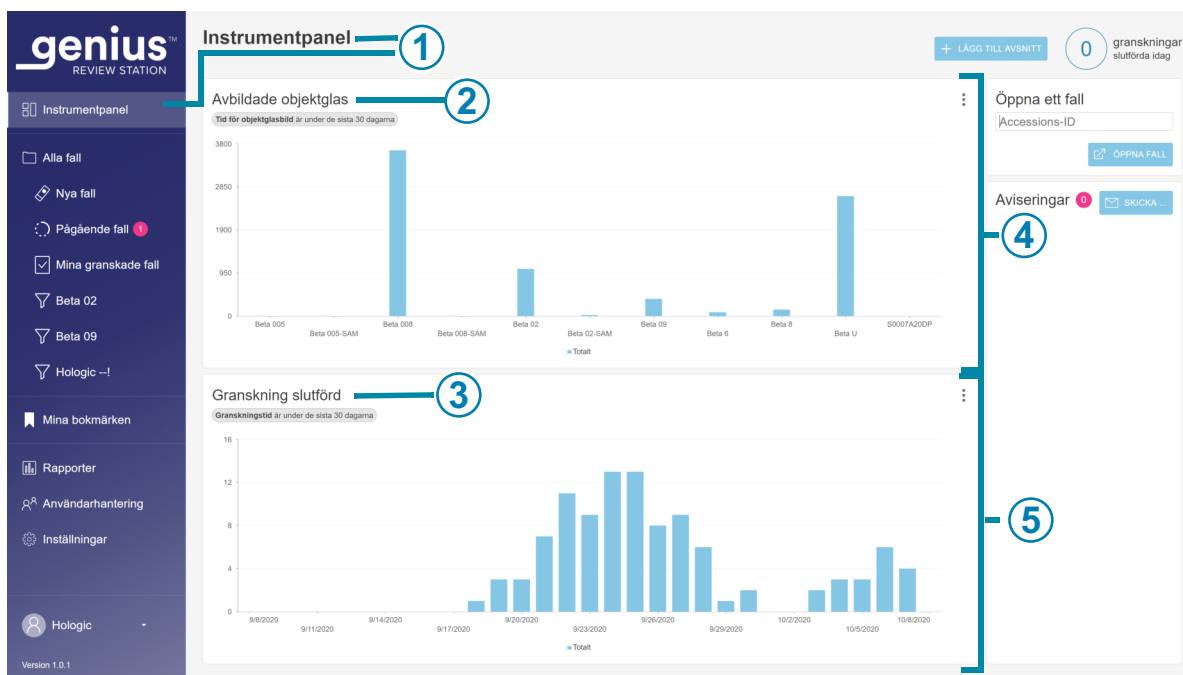 genius™
REVIEW STATION
Instrumentpanel
Alla fall
Nya fall
Pågående fall 1
Mina granskade fall
Beta 02
Beta 09
Hologic --!
Mina bokmärken
Rapporter
Användarhantering
Inställningar
Hologic
Version 1.0.1
Instrumentpanel
1
+ LÄGG TILL AVSNITT
0
granskningar
slutförda idag
Avbildade objektglas
2
Tid för objektglasbild är under de sista 30 dagarna
3800
2850
1900
950
0
Beta 005
Beta 005-SAM
Beta 008
Beta 008-SAM
Beta 02
Beta 02-SAM
Beta 09
Beta 6
Beta 8
Beta U
S0007A20DP
Totalt
Granskning slutförd
3
Granskningstid är under de sista 30 dagarna
16
12
8
4
0
9/8/2020
9/11/2020
9/14/2020
9/17/2020
9/20/2020
9/23/2020
9/26/2020
9/29/2020
10/2/2020
10/5/2020
10/8/2020
Totalt
Öppna ett fall
Accessions-ID
ÖPPNA FALL
Aviseringar 0
SKICKA ...
4
5